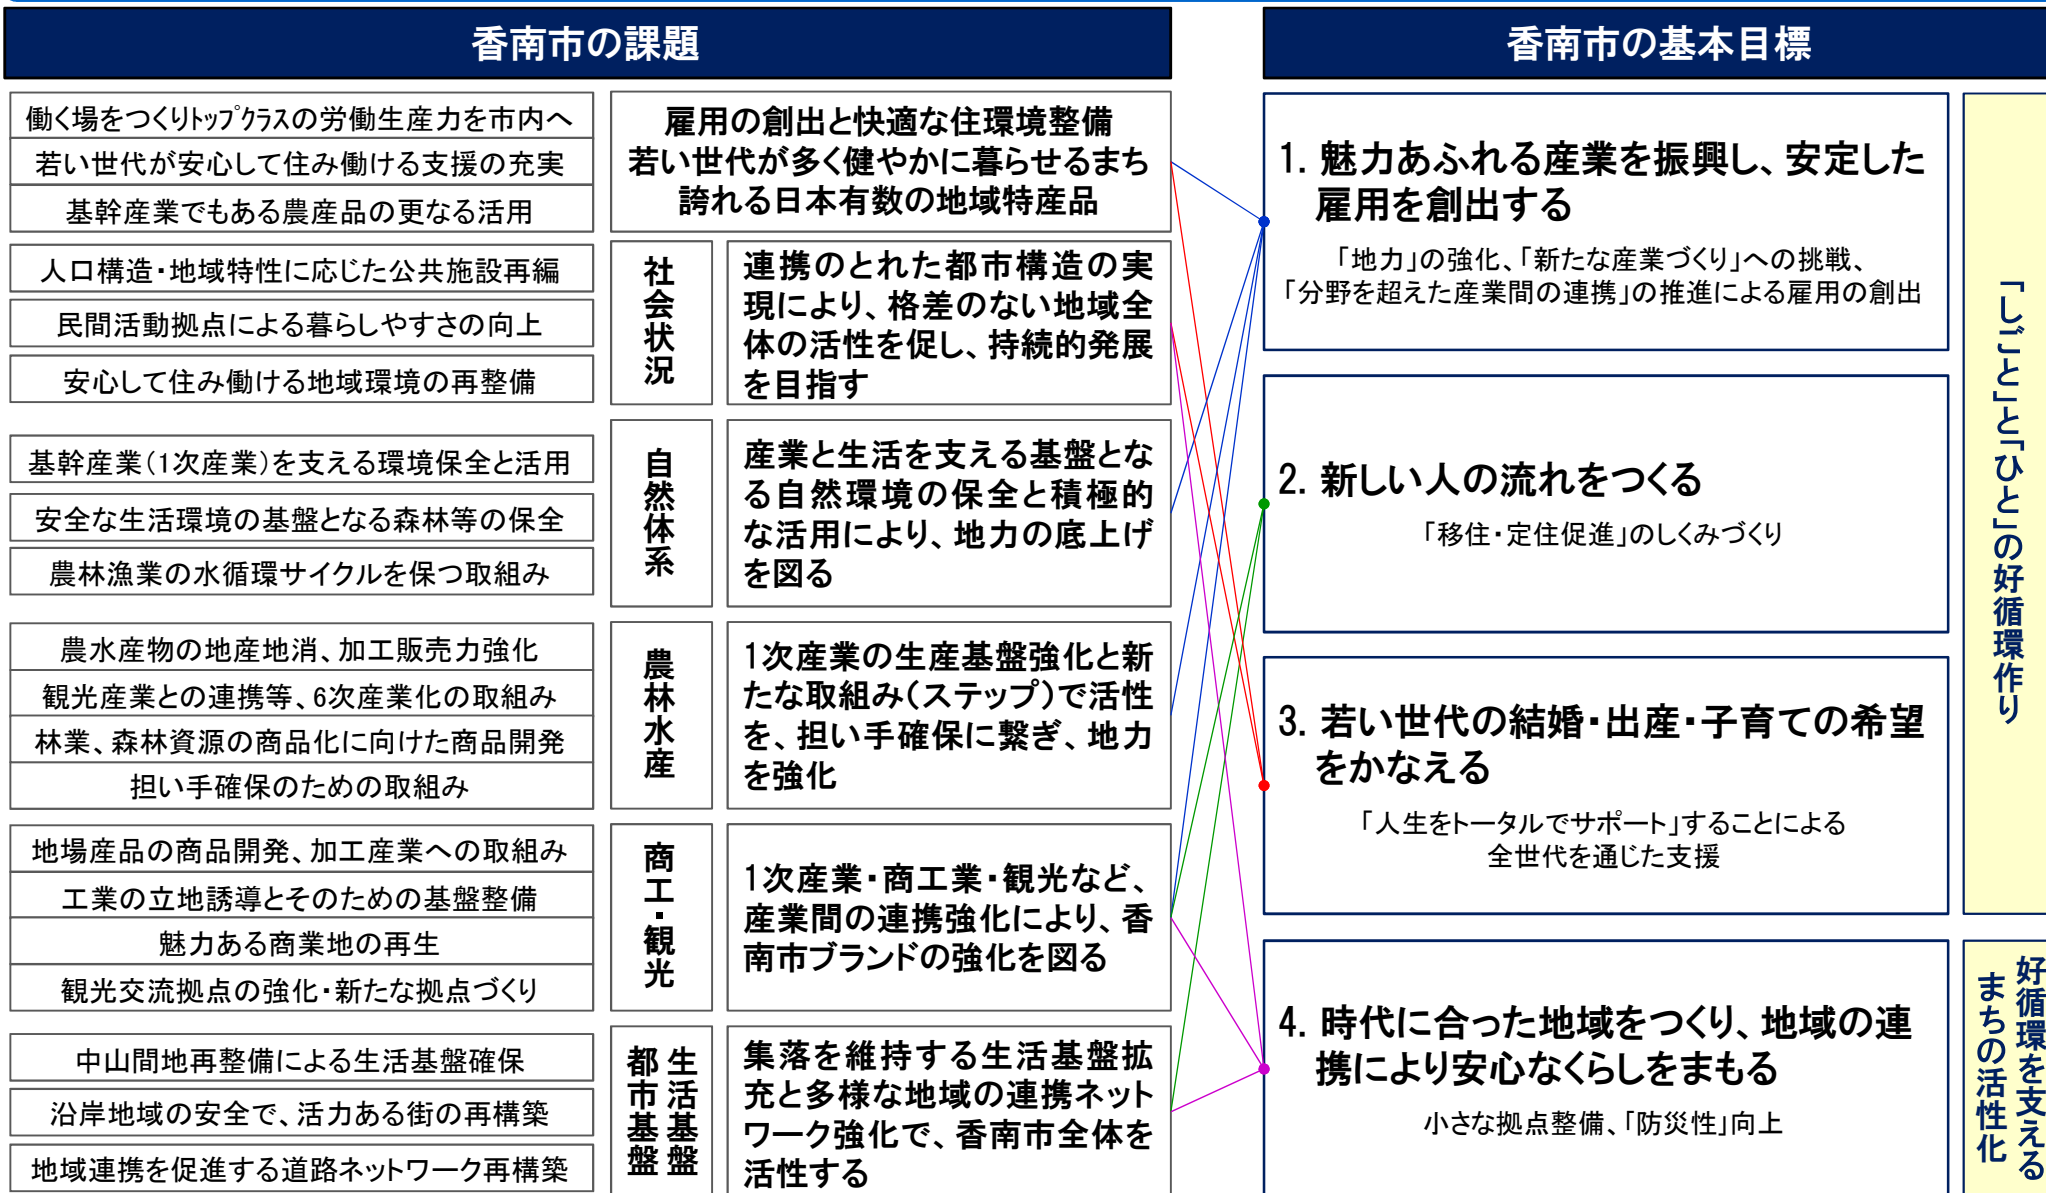 香南市の課題
働く場をつくりトップクラスの労働生産力を市内へ
若い世代が安心して住み働ける支援の充実
基幹産業でもある農産品の更なる活用
雇用の創出と快適な住環境整備
若い世代が多く健やかに暮らせるまち
誇れる日本有数の地域特産品
人口構造・地域特性に応じた公共施設再編
民間活動拠点による暮らしやすさの向上
安心して住み働ける地域環境の再整備
社会状況
連携のとれた都市構造の実
現により、格差のない地域全
体の活性を促し、持続的発展
を目指す
基幹産業(1次産業)を支える環境保全と活用
安全な生活環境の基盤となる森林等の保全
農林漁業の水循環サイクルを保つ取組み
自然体系
産業と生活を支える基盤とな
る自然環境の保全と積極的
な活用により、地力の底上げ
を図る
農水産物の地産地消、加工販売力強化
観光産業との連携等、6次産業化の取組み
林業、森林資源の商品化に向けた商品開発
担い手確保のための取組み
農林水産
1次産業の生産基盤強化と新
たな取組み(ステップ)で活性
を、担い手確保に繋ぎ、地力
を強化
地場産品の商品開発、加工産業への取組み
工業の立地誘導とそのための基盤整備
魅力ある商業地の再生
観光交流拠点の強化・新たな拠点づくり
商工・観光
1次産業・商工業・観光など、
産業間の連携強化により、香
南市ブランドの強化を図る
中山間地再整備による生活基盤確保
沿岸地域の安全で、活力ある街の再構築
地域連携を促進する道路ネットワーク再構築
生活基盤
都市基盤
集落を維持する生活基盤拡
充と多様な地域の連携ネット
ワーク強化で、香南市全体を
活性する
香南市の基本目標
1. 魅力あふれる産業を振興し、安定した
雇用を創出する
「地力」の強化、「新たな産業づくり」への挑戦、
「分野を超えた産業間の連携」の推進による雇用の創出
2. 新しい人の流れをつくる
「移住・定住促進」のしくみづくり
3. 若い世代の結婚・出産・子育ての希望
をかなえる
「人生をトータルでサポート」することによる
全世代を通じた支援
4. 時代に合った地域をつくり、地域の連
携により安心なくらしをまもる
小さな拠点整備、「防災性」向上
「しごと」と「ひと」の好循環作り
好循環を支える
まちの活性化